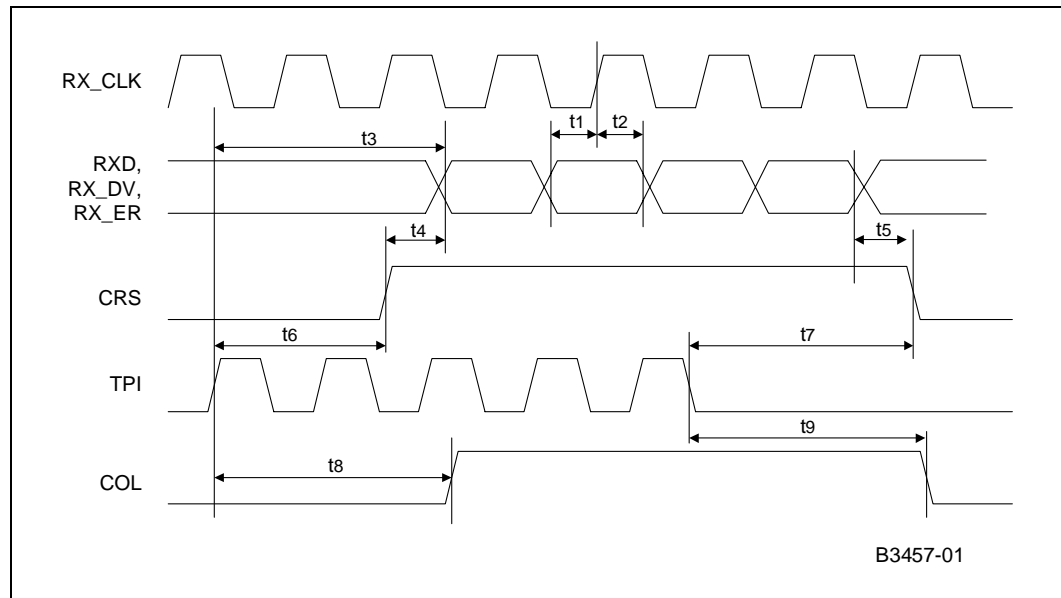 RX_CLK
t1
t2
t3
RXD,
RX_DV,
RX_ER
t4
t5
CRS
t6
t7
TPI
t9
t8
COL
B3457-01